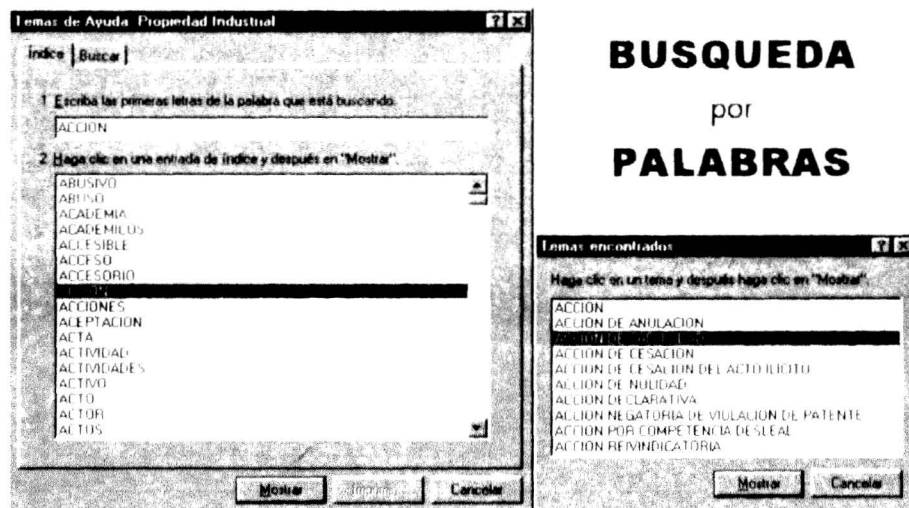 Temas de Ayuda: Propiedad Industrial
Índice
Buscar
1 Escriba las primeras letras de la palabra que está buscando.
ACCION
2 Haga clic en una entrada de índice y después en "Mostrar".
ABUSIVO
ABUSO
ACADEMIA
ACADEMICOS
ACCESIBLE
ACCESO
ACCESORIO
ACCIONES
ACEPTACION
ACTA
ACTIVIDAD
ACTIVIDADES
ACTIVO
ACTO
ACTOR
ACTOS
Mostrar
Imprimir
Cancelar
BUSQUEDA
por
PALABRAS
Temas encontrados
Haga clic en un tema y después haga clic en "Mostrar".
ACCION
ACCION DE ANULACION
ACCION DE CESACION
ACCION DE CESACION DEL ACTO ILICITO
ACCION DE NULIDAD
ACCION DECLARATIVA
ACCION NEGATORIA DE VIOLACION DE PATENTE
ACCION POR COMPETENCIA DESLEAL
ACCION REIVINDICATORIA
Mostrar
Cancelar